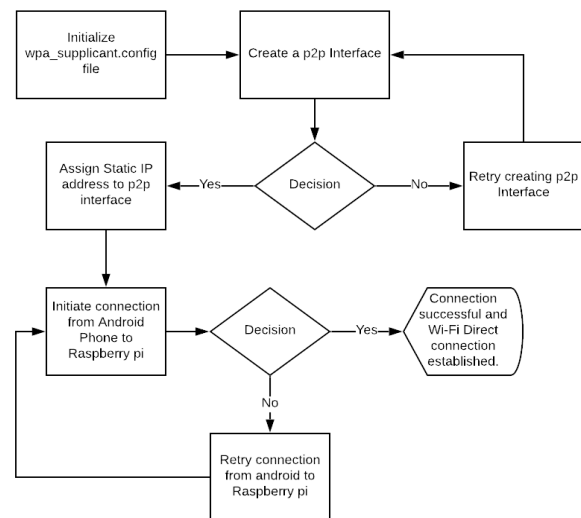 Initialize
wpa_supplicant.config
file
Create a p2p Interface
Assign Static IP
address to p2p
interface
Yes
Decision
No
Retry creating p2p
Interface
Initiate connection
from Android
Phone to
Raspberry pi
Decision
Yes
Connection
successful and
Wi-Fi Direct
connection
established.
No
Retry connection
from android to
Raspberry pi